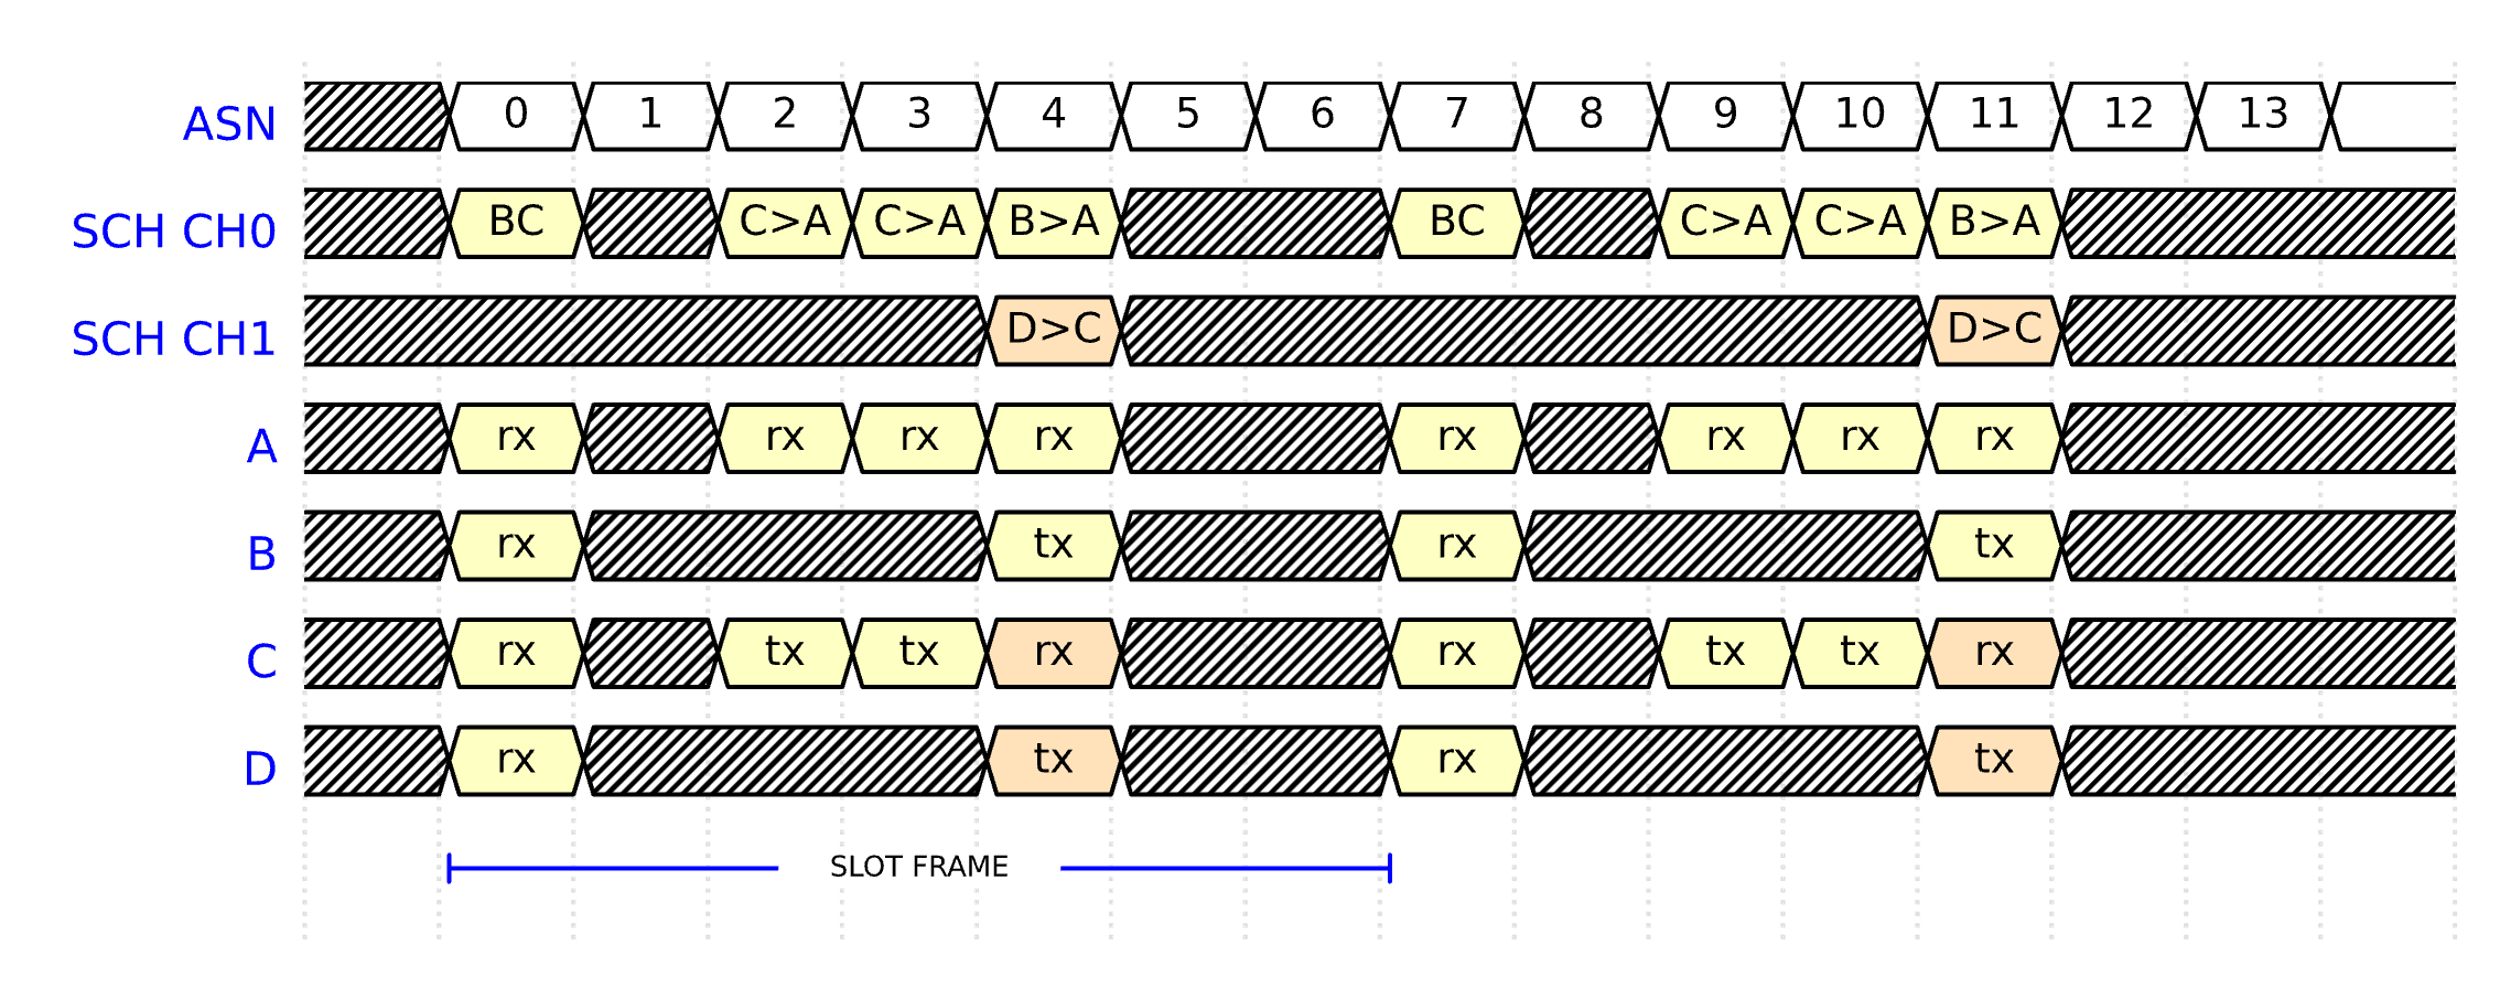 ASN 0 1 2 3 4 5 6 7 8 9 10 11 12 13
SCH CH0 BC C>A C>A B>A BC C>A C>A B>A
SCH CH1 D>C D>C
A rx rx rx rx rx rx rx rx
B rx tx rx tx
C rx tx tx rx rx tx tx rx
D rx tx rx tx
SLOT FRAME